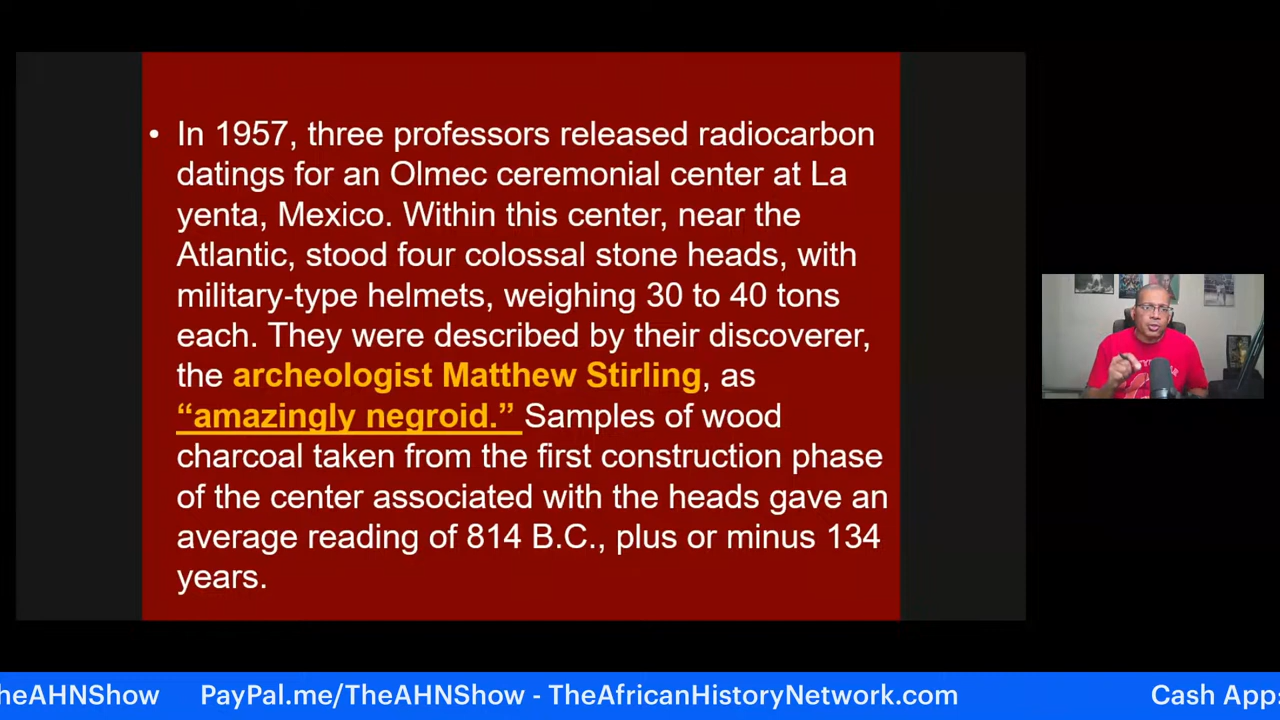 • In 1957, three professors released radiocarbon
datings for an Olmec ceremonial center at La
yenta, Mexico. Within this center, near the
Atlantic, stood four colossal stone heads, with
military-type helmets, weighing 30 to 40 tons
each. They were described by their discoverer,
the archeologist Matthew Stirling, as
“amazingly negroid.” Samples of wood
charcoal taken from the first construction phase
of the center associated with the heads gave an
average reading of 814 B.C., plus or minus 134
years.
heAHNShow PayPal.me/TheAHNShow - TheAfricanHistoryNetwork.com Cash App: